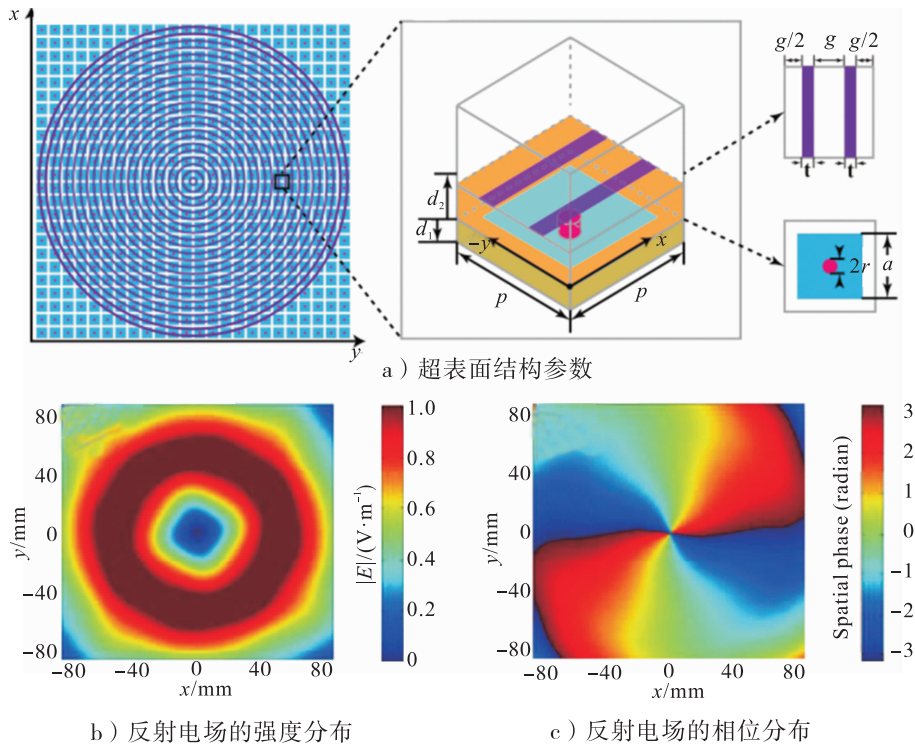 x
y
g/2 g g/2
t t
d₂
d₁
−y x
p p
2r a
a）超表面结构参数
80
40
0
−40
−80
y/mm
−80 −40 0 40 80
x/mm
1.0
0.8
0.6
0.4
0.2
0
|E|/(V·m⁻¹)
80
40
0
−40
−80
y/mm
−80 −40 0 40 80
x/mm
3
2
1
0
−1
−2
−3
Spatial phase (radian)
b）反射电场的强度分布
c）反射电场的相位分布